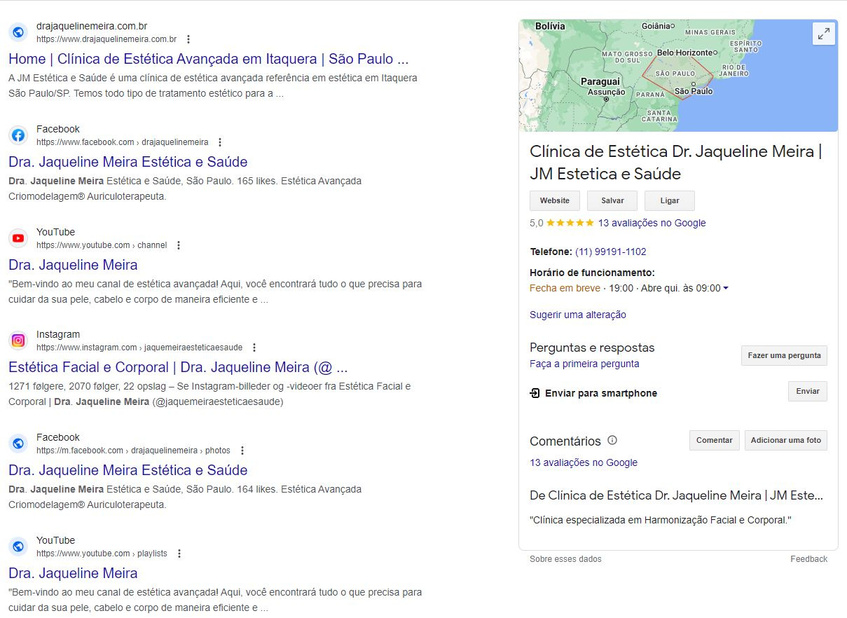 drajaquelinemeira.com.br
https://www.drajaquelinemeira.com.br
Home | Clínica de Estética Avançada em Itaquera | São Paulo ...
A JM Estética e Saúde é uma clínica de estética avançada referência em estética em Itaquera
São Paulo/SP. Temos todo tipo de tratamento estético para a ...
Facebook
https://www.facebook.com › drajaquelinemeira
Dra. Jaqueline Meira Estética e Saúde
Dra. Jaqueline Meira Estética e Saúde, São Paulo. 165 likes. Estética Avançada
Criomodelagem® Auriculoterapeuta.
YouTube
https://www.youtube.com › channel
Dra. Jaqueline Meira
"Bem-vindo ao meu canal de estética avançada! Aqui, você encontrará tudo o que precisa para
cuidar da sua pele, cabelo e corpo de maneira eficiente e ...
Instagram
https://www.instagram.com › jaquemeiraesteticaesaude
Estética Facial e Corporal | Dra. Jaqueline Meira (@ ...
1271 følgere, 2070 følger, 22 opslag – Se Instagram-billeder og -videoer fra Estética Facial e
Corporal | Dra. Jaqueline Meira (@jaquemeiraesteticaesaude)
Facebook
https://m.facebook.com › drajaquelinemeira › photos
Dra. Jaqueline Meira Estética e Saúde
Dra. Jaqueline Meira Estética e Saúde, São Paulo. 164 likes. Estética Avançada
Criomodelagem® Auriculoterapeuta.
YouTube
https://www.youtube.com › playlists
Dra. Jaqueline Meira
"Bem-vindo ao meu canal de estética avançada! Aqui, você encontrará tudo o que precisa para
cuidar da sua pele, cabelo e corpo de maneira eficiente e ...
Bolívia
Goiânia
MINAS GERAIS
MATO GROSSO
DO SUL
Belo Horizonte
ESPÍRITO
SANTO
Paraguai
Assunção
SÃO PAULO
RIO DE
JANEIRO
PARANÁ
São Paulo
SANTA
CATARINA
Clínica de Estética Dr. Jaqueline Meira |
JM Estetica e Saúde
Website
Salvar
Ligar
5,0 ★★★★★ 13 avaliações no Google
Telefone: (11) 99191-1102
Horário de funcionamento:
Fecha em breve · 19:00 · Abre qui. às 09:00
Sugerir uma alteração
Perguntas e respostas
Faça a primeira pergunta
Fazer uma pergunta
Enviar para smartphone
Enviar
Comentários
Comentar
Adicionar uma foto
13 avaliações no Google
De Clínica de Estética Dr. Jaqueline Meira | JM Este...
"Clínica especializada em Harmonização Facial e Corporal."
Sobre esses dados
Feedback